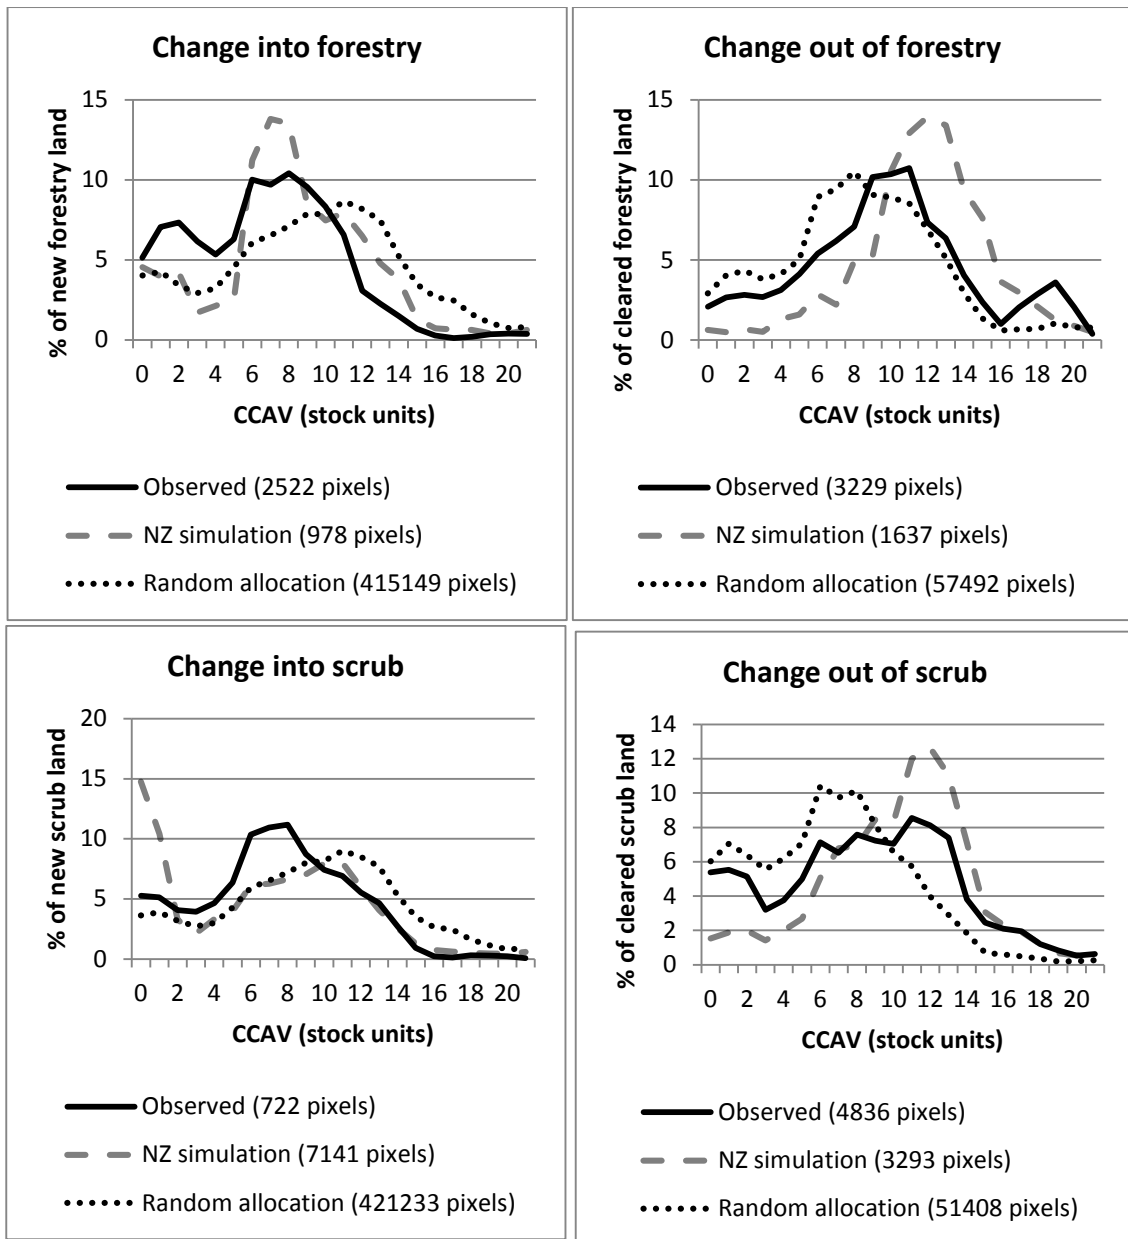 Change into forestry
% of new forestry land
15
10
5
0
0 2 4 6 8 10 12 14 16 18 20
CCAV (stock units)
Observed (2522 pixels)
NZ simulation (978 pixels)
Random allocation (415149 pixels)
Change out of forestry
% of cleared forestry land
15
10
5
0
0 2 4 6 8 10 12 14 16 18 20
CCAV (stock units)
Observed (3229 pixels)
NZ simulation (1637 pixels)
Random allocation (57492 pixels)
Change into scrub
% of new scrub land
20
15
10
5
0
0 2 4 6 8 10 12 14 16 18 20
CCAV (stock units)
Observed (722 pixels)
NZ simulation (7141 pixels)
Random allocation (421233 pixels)
Change out of scrub
% of cleared scrub land
14
12
10
8
6
4
2
0
0 2 4 6 8 10 12 14 16 18 20
CCAV (stock units)
Observed (4836 pixels)
NZ simulation (3293 pixels)
Random allocation (51408 pixels)